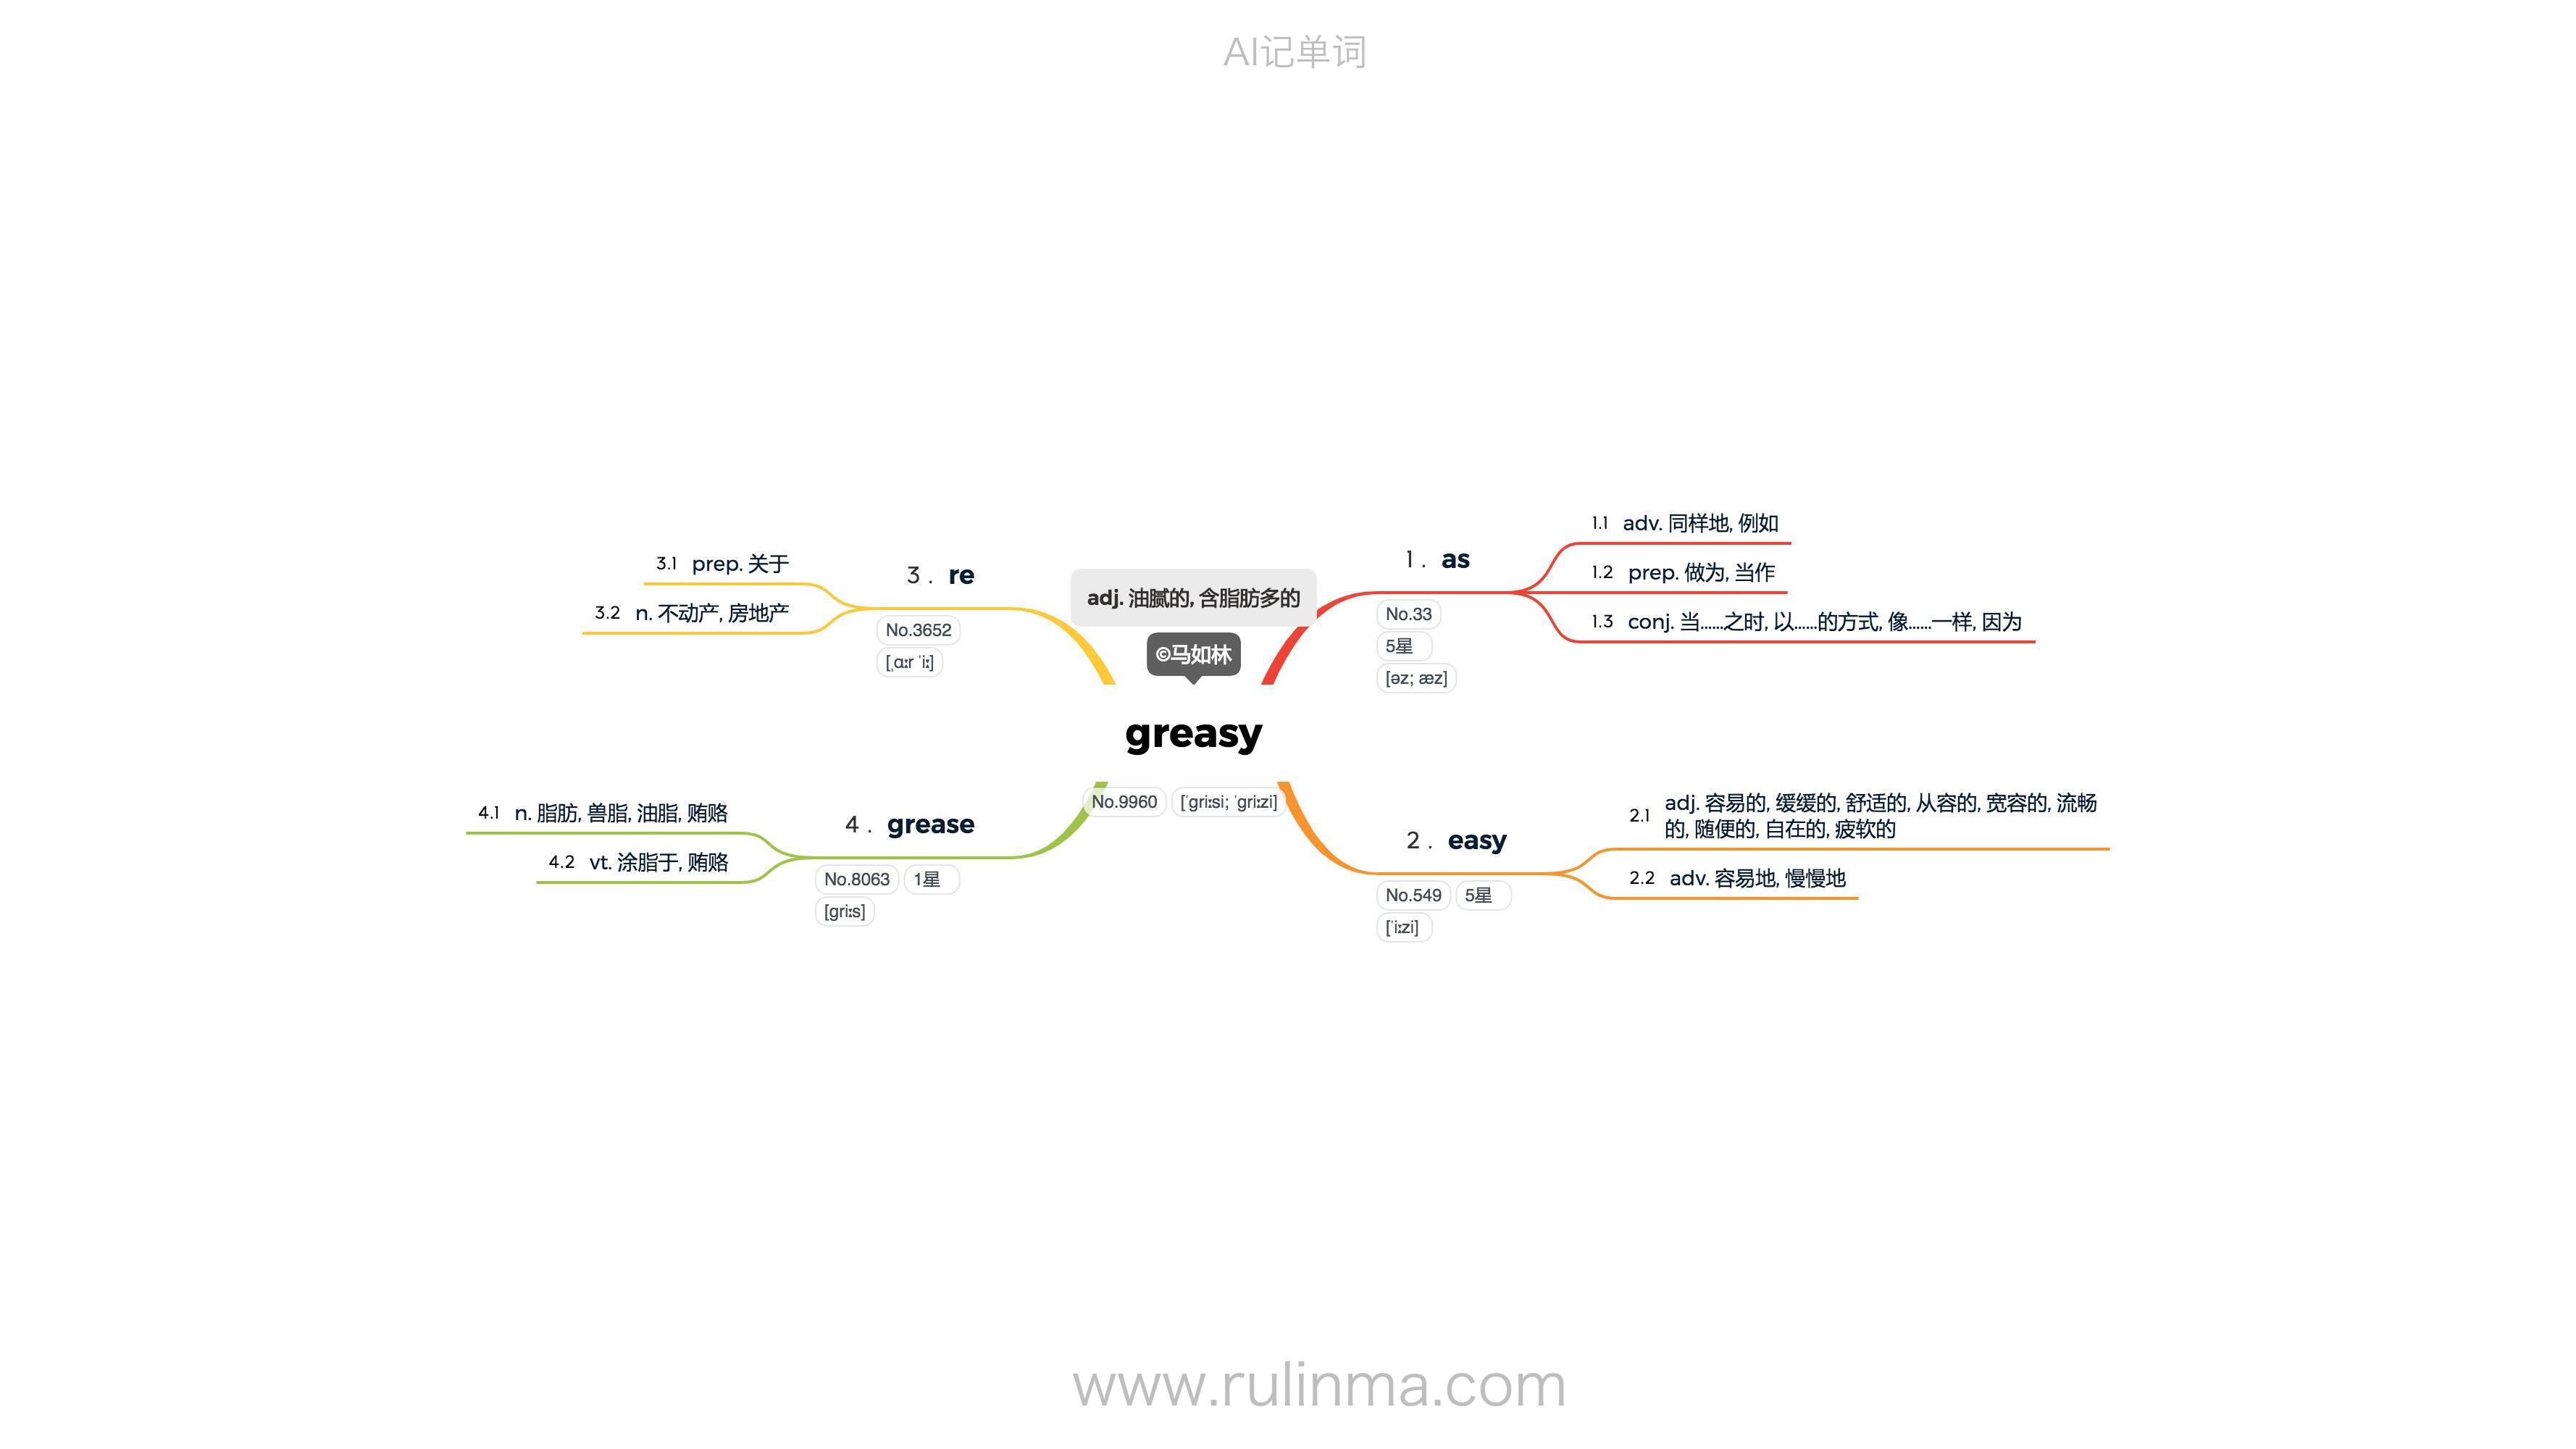 AI记单词
adj. 油腻的, 含脂肪多的
©马如林
greasy
No.9960 [ˈgriːsi; ˈgriːzi]
1 . as
No.33
5星
[əz; æz]
1.1 adv. 同样地, 例如
1.2 prep. 做为, 当作
1.3 conj. 当......之时, 以......的方式, 像......一样, 因为
2 . easy
No.549 5星
[ˈiːzi]
2.1 adj. 容易的, 缓缓的, 舒适的, 从容的, 宽容的, 流畅
的, 随便的, 自在的, 疲软的
2.2 adv. 容易地, 慢慢地
3 . re
No.3652
[ˌɑːr ˈiː]
3.1 prep. 关于
3.2 n. 不动产, 房地产
4 . grease
No.8063 1星
[griːs]
4.1 n. 脂肪, 兽脂, 油脂, 贿赂
4.2 vt. 涂脂于, 贿赂
www.rulinma.com